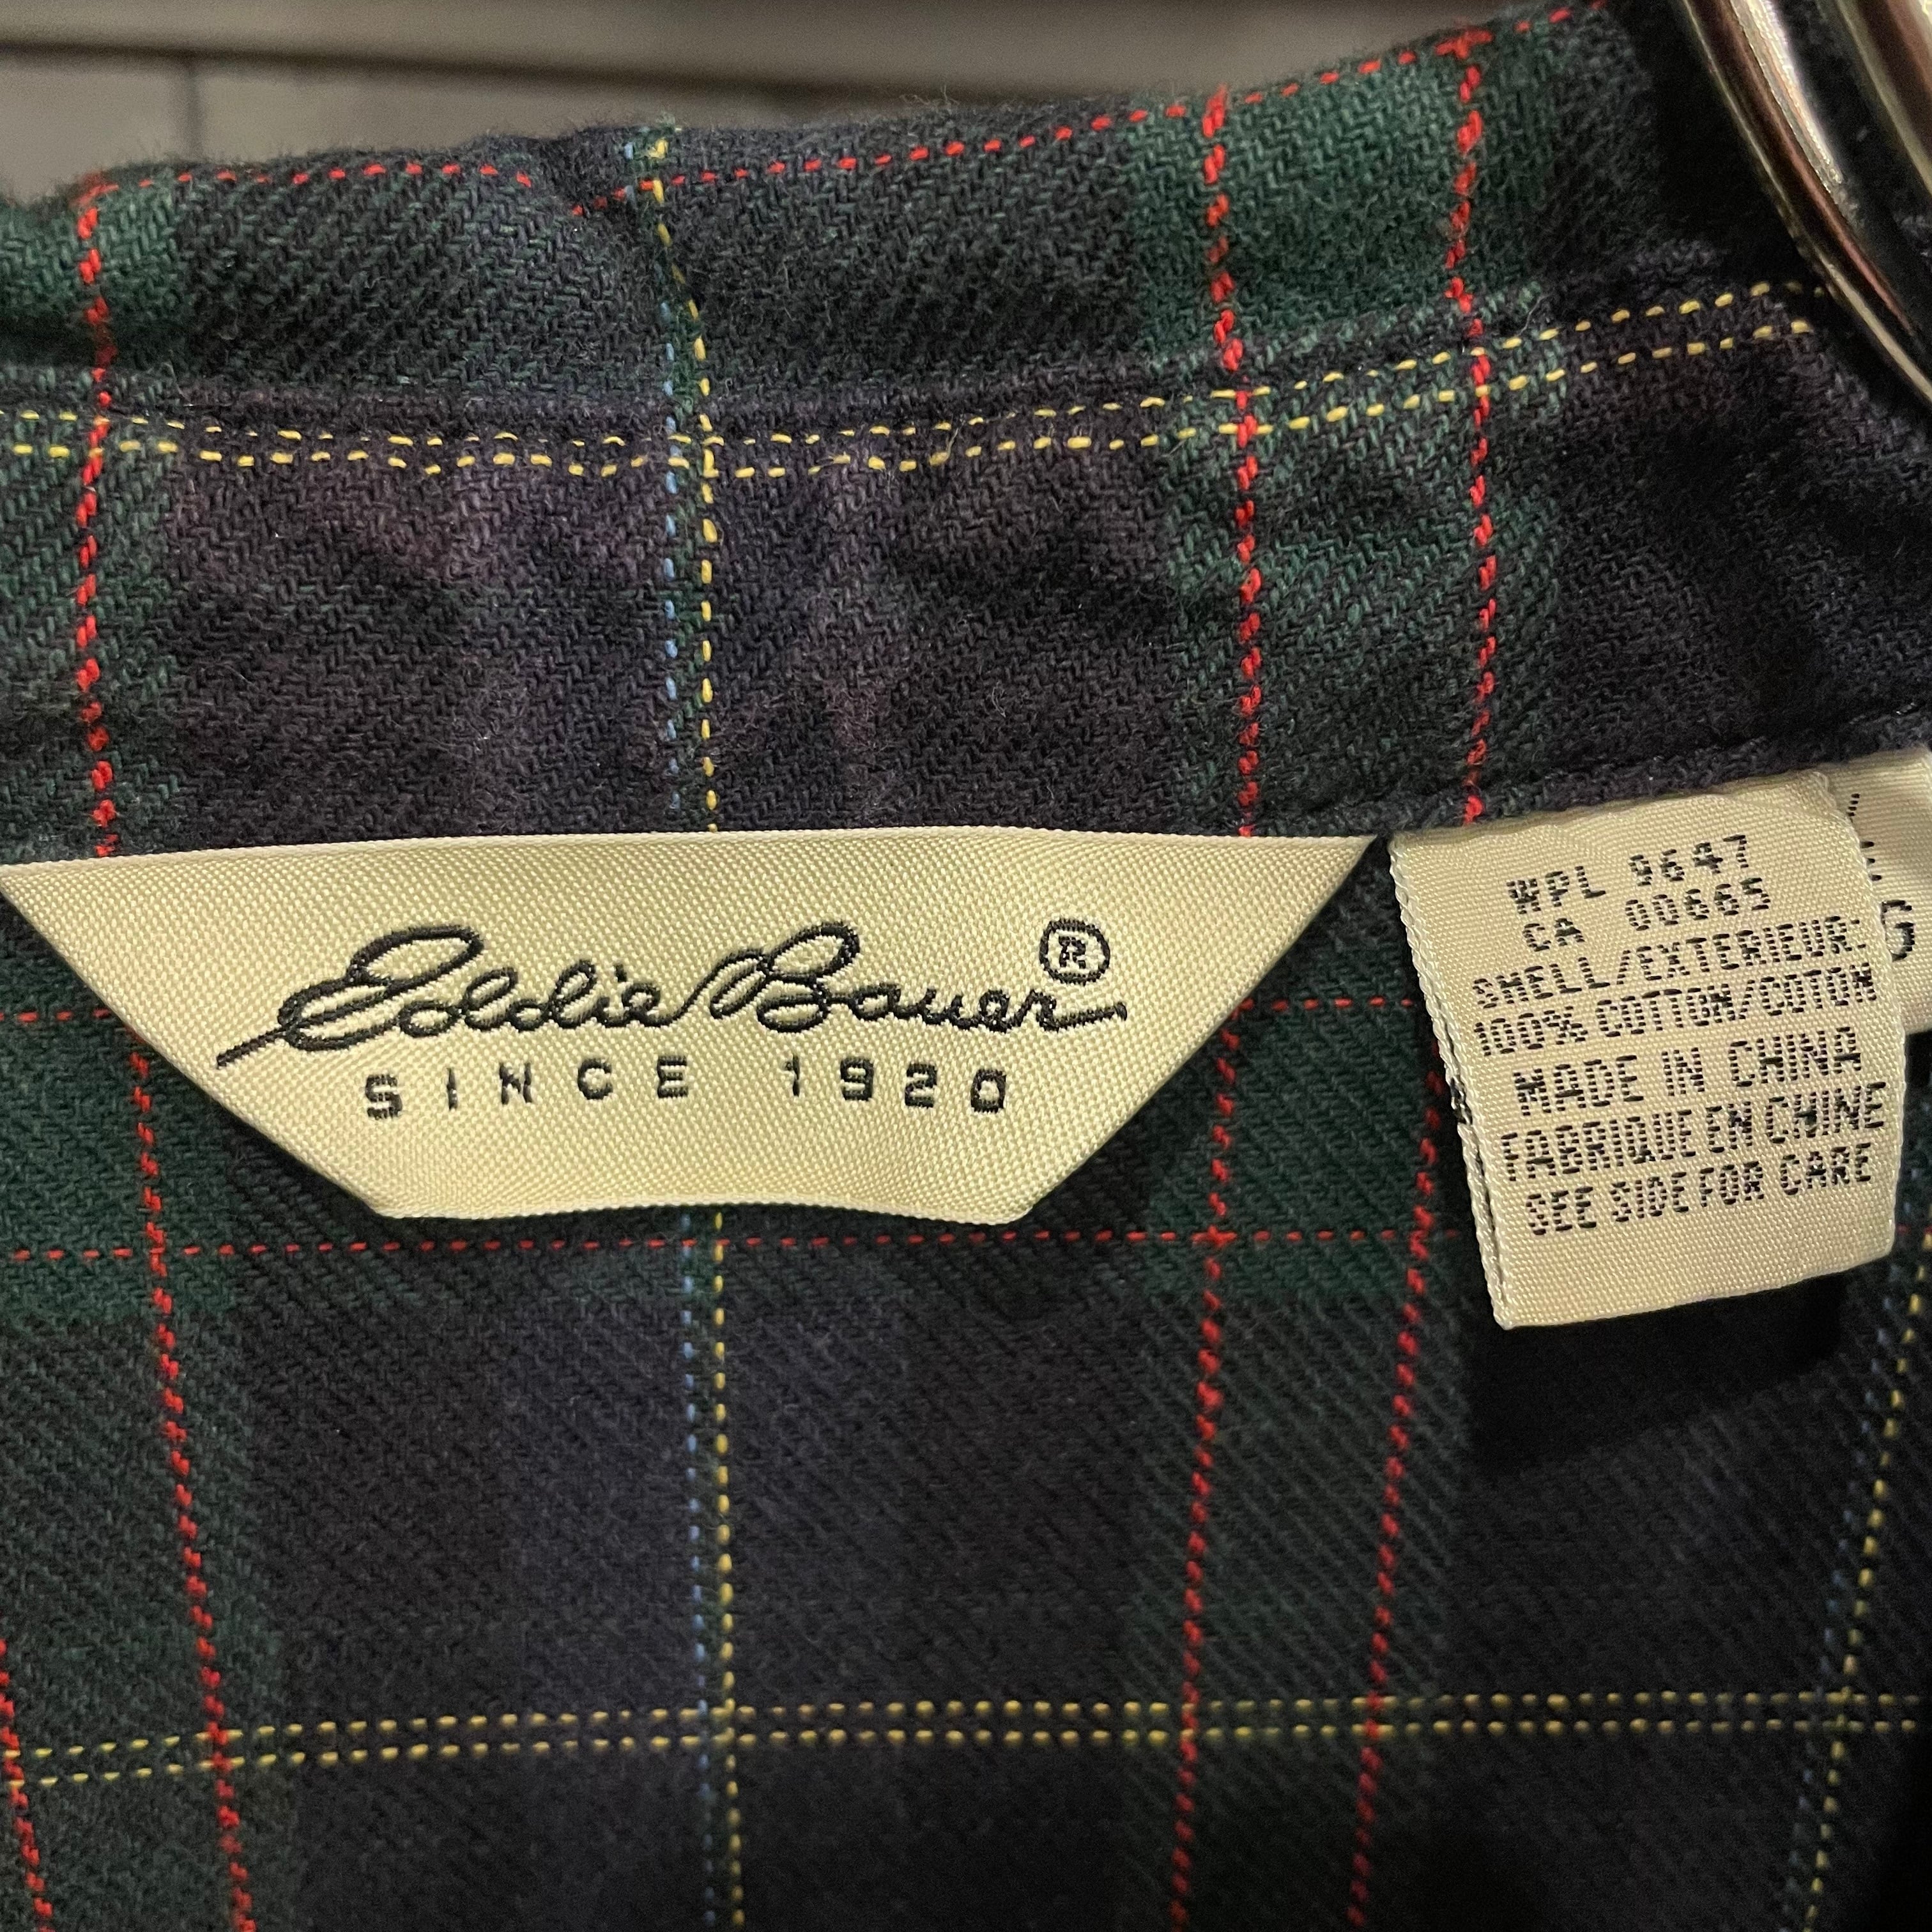 Eddie Bauer ®
SINCE 1920
WPL 9647
CA 00665
SHELL/EXTERIEUR:
100% COTTON/COTON
MADE IN CHINA
FABRIQUE EN CHINE
SEE SIDE FOR CARE